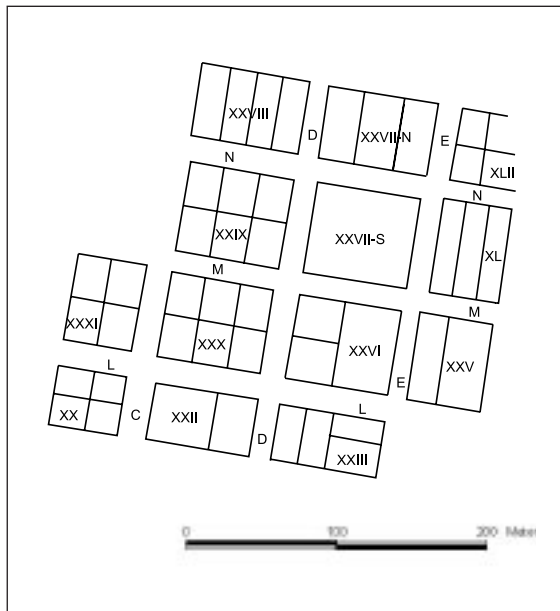 XXVIII
D
XXVII-N
E
XLII
N
N
XXIX
XXVII-S
XL
M
M
XXXI
XXX
XXVI
XXV
L
E
L
XX
C
XXII
D
XXIII
0
100
200 Meter